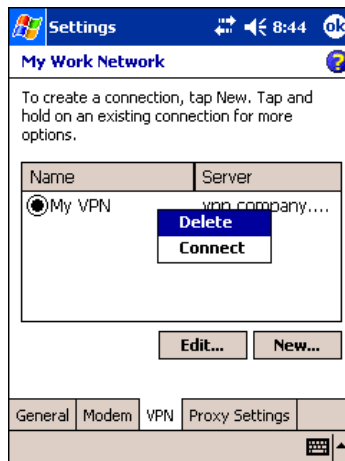 Settings 8:44 ok
My Work Network ?
To create a connection, tap New. Tap and
hold on an existing connection for more
options.
Name Server
My VPN vpn.company....
Delete
Connect
Edit... New...
General Modem VPN Proxy Settings